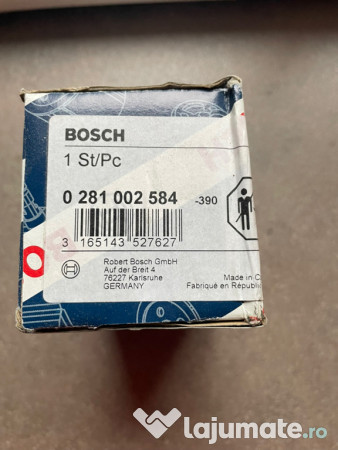 BOSCH
1 St/Pc
0 281 002 584 -390
3 165143 527627
Robert Bosch GmbH
Auf der Breit 4
76227 Karlsruhe
GERMANY
Made in
Fabriqué en
lajumate.ro